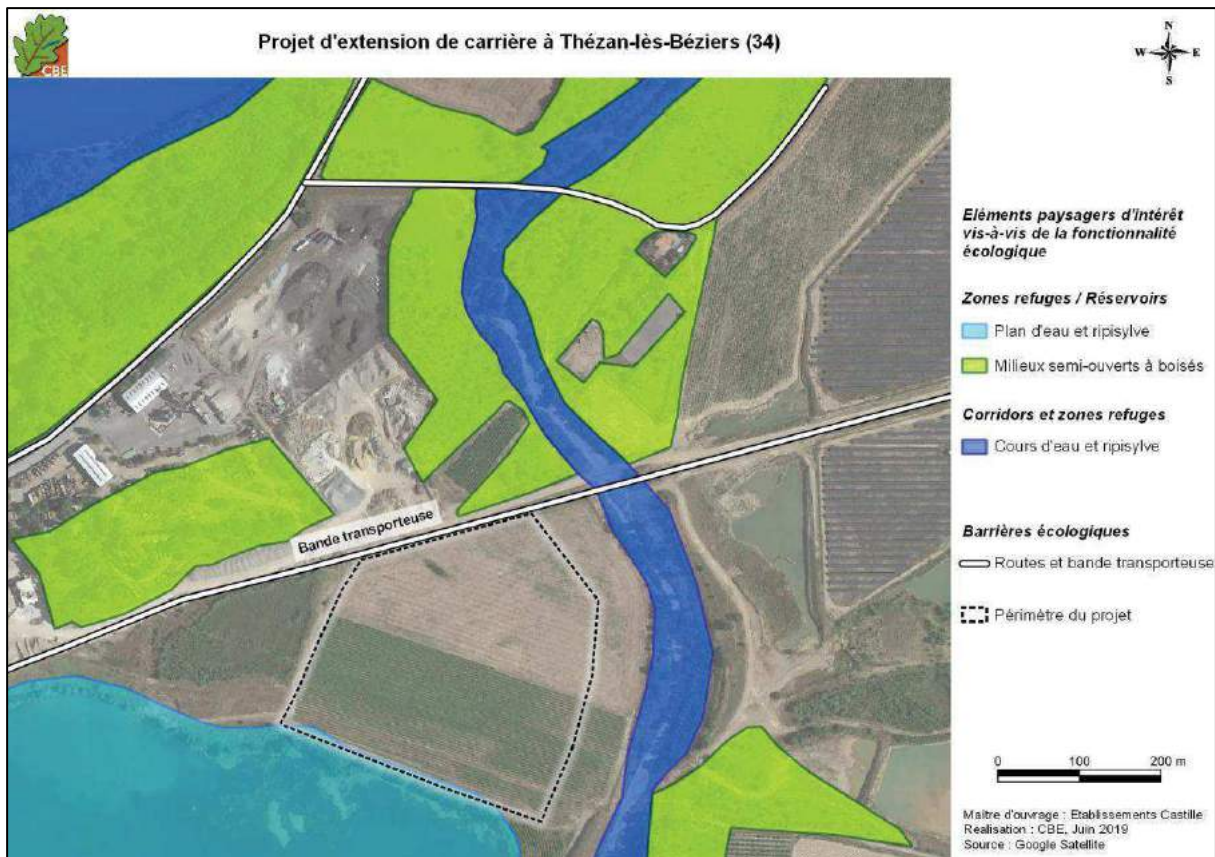 CBE
Projet d'extension de carrière à Thézan-lès-Béziers (34)
N
W E
S
Bande transporteuse
Eléments paysagers d'intérêt
vis-à-vis de la fonctionnalité
écologique
Zones refuges / Réservoirs
Plan d'eau et ripisylve
Milieux semi-ouverts à boisés
Corridors et zones refuges
Cours d'eau et ripisylve
Barrières écologiques
Routes et bande transporteuse
Périmètre du projet
0 100 200 m
Maître d'ouvrage : Etablissements Castille
Realisation : CBE, Juin 2019
Source : Google Satellite